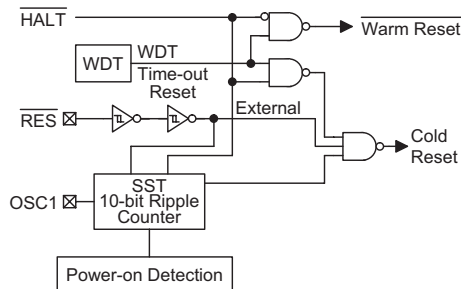 HALT
Warm Reset
WDT
WDT
Time-out
Reset
RES
External
Cold
Reset
OSC1
SST
10-bit Ripple
Counter
Power-on Detection